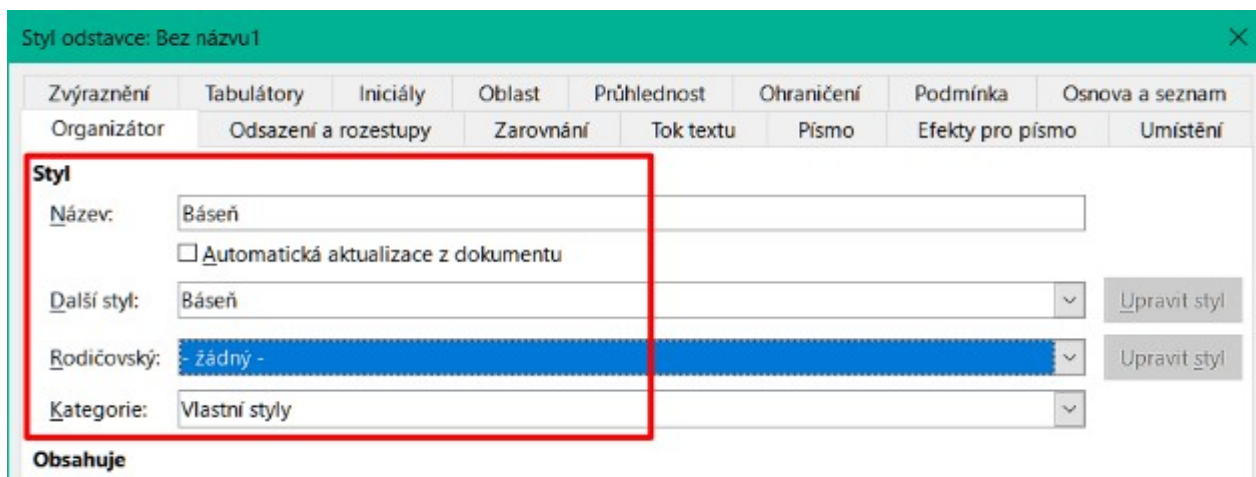 Styl odstavce: Bez názvu1
Zvýraznění Tabulátory Iniciály Oblast Průhlednost Ohraničení Podmínka Osnova a seznam
Organizátor Odsazení a rozestupy Zarovnání Tok textu Písmo Efekty pro písmo Umístění
Styl
Název: Báseň
Automatická aktualizace z dokumentu
Další styl: Báseň Upravit styl
Rodičovský: - žádný - Upravit styl
Kategorie: Vlastní styly
Obsahuje